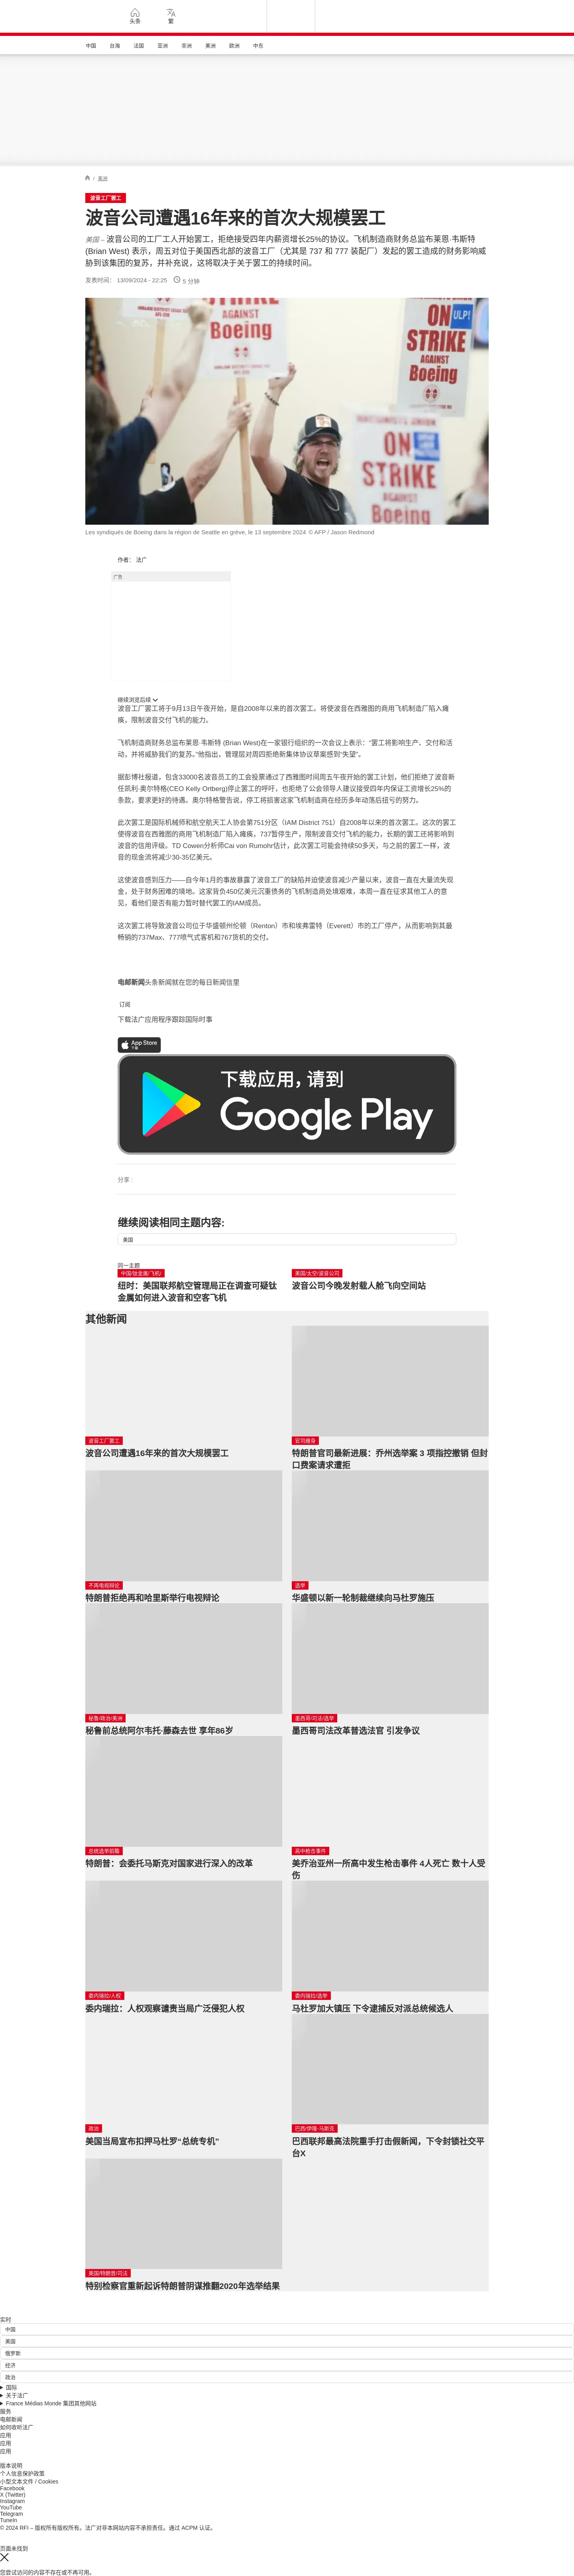 头条
繁
中国
台海
法国
亚洲
非洲
美洲
欧洲
中东
/ 美洲
波音工厂罢工
波音公司遭遇16年来的首次大规模罢工
美国 – 波音公司的工厂工人开始罢工，拒绝接受四年内薪资增长25%的协议。飞机制造商财务总监布莱恩·韦斯特
(Brian West) 表示，周五对位于美国西北部的波音工厂（尤其是 737 和 777 装配厂）发起的罢工造成的财务影响威
胁到该集团的复苏，并补充说，这将取决于关于罢工的持续时间。
发表时间： 13/09/2024 - 22:25
5 分钟
ON STRIKE AGAINST Boeing
ON STRIKE
STRIKE AGAINST Boeing
ULP!
ON STRIKE against Boeing
Les syndiqués de Boeing dans la région de Seattle en grève, le 13 septembre 2024 © AFP / Jason Redmond
作者： 法广
广告
继续浏览后续
波音工厂罢工将于9月13日午夜开始，是自2008年以来的首次罢工。将使波音在西雅图的商用飞机制造厂陷入瘫
痪，限制波音交付飞机的能力。
飞机制造商财务总监布莱恩·韦斯特 (Brian West)在一家银行组织的一次会议上表示："罢工将影响生产、交付和活
动，并将威胁我们的复苏。"他指出，管理层对周四拒绝新集体协议草案感到"失望"。
据彭博社报道，包含33000名波音员工的工会投票通过了西雅图时间周五午夜开始的罢工计划，他们拒绝了波音新
任凯利·奥尔特格(CEO Kelly Ortberg)停止罢工的呼吁，也拒绝了公会领导人建议接受四年内保证工资增长25%的
条款，要求更好的待遇。奥尔特格警告说，停工将损害这家飞机制造商在经历多年动荡后扭亏的努力。
此次罢工是国际机械师和航空航天工人协会第751分区（IAM District 751）自2008年以来的首次罢工。这次的罢工
使得波音在西雅图的商用飞机制造厂陷入瘫痪，737暂停生产，限制波音交付飞机的能力，长期的罢工还将影响到
波音的信用评级。TD Cowen分析师Cai von Rumohr估计，此次罢工可能会持续50多天，与之前的罢工一样，波
音的现金流将减少30-35亿美元。
这使波音感到压力——自今年1月的事故暴露了波音工厂的缺陷并迫使波音减少产量以来，波音一直在大量流失现
金，处于财务困难的境地。这家背负450亿美元沉重债务的飞机制造商处境艰难，本周一直在征求其他工人的意
见，看他们是否有能力暂时替代罢工的IAM成员。
这次罢工将导致波音公司位于华盛顿州伦顿（Renton）市和埃弗雷特（Everett）市的工厂停产，从而影响到其最
畅销的737Max、777喷气式客机和767货机的交付。
电邮新闻头条新闻就在您的每日新闻信里
订阅
下载法广应用程序跟踪国际时事
App Store
下载应用，请到
Google Play
分享 :
继续阅读相同主题内容:
美国
同一主题
中国/钛金属/飞机/
纽时：美国联邦航空管理局正在调查可疑钛
金属如何进入波音和空客飞机
美国/太空/波音公司
波音公司今晚发射载人舱飞向空间站
其他新闻
波音工厂罢工
波音公司遭遇16年来的首次大规模罢工
官司缠身
特朗普官司最新进展：乔州选举案 3 项指控撤销 但封
口费案请求遭拒
不再电视辩论
特朗普拒绝再和哈里斯举行电视辩论
选举
华盛顿以新一轮制裁继续向马杜罗施压
秘鲁/政治/美洲
秘鲁前总统阿尔韦托·藤森去世 享年86岁
墨西哥/司法/选举
墨西哥司法改革普选法官 引发争议
总统选举前瞻
特朗普：会委托马斯克对国家进行深入的改革
高中枪击事件
美乔治亚州一所高中发生枪击事件 4人死亡 数十人受
伤
委内瑞拉/人权
委内瑞拉：人权观察谴责当局广泛侵犯人权
委内瑞拉/选举
马杜罗加大镇压 下令逮捕反对派总统候选人
政治
美国当局宣布扣押马杜罗“总统专机”
巴西/伊隆·马斯克
巴西联邦最高法院重手打击假新闻，下令封锁社交平
台X
美国/特朗普/司法
特别检察官重新起诉特朗普阴谋推翻2020年选举结果
实时
中国
美国
俄罗斯
经济
政治
国际
关于法广
France Médias Monde 集团其他网站
服务
电邮新闻
如何收听法广
应用
应用
应用
版本说明
个人信息保护政策
小型文本文件 / Cookies
Facebook
X (Twitter)
Instagram
YouTube
Telegram
TuneIn
© 2024 RFI – 版权所有版权所有。法广对非本网站内容不承担责任。通过 ACPM 认证。
页面未找到
您尝试访问的内容不存在或不再可用。